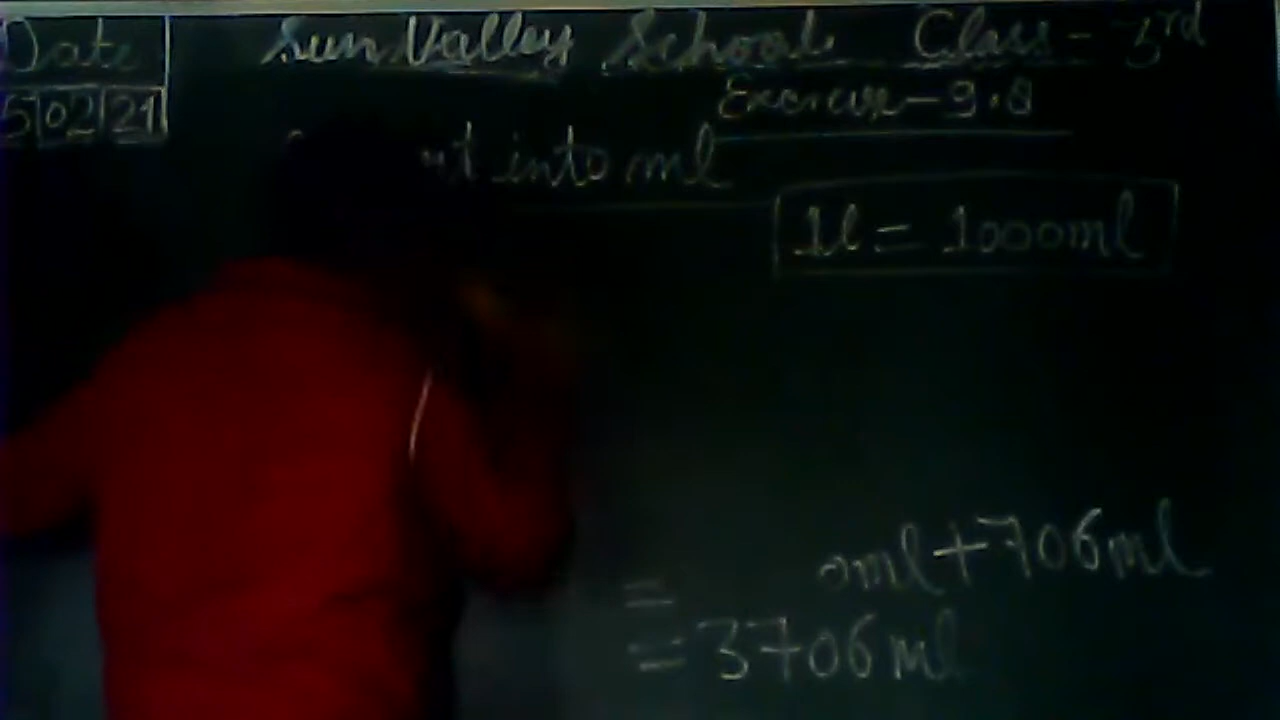 Date
5/02/21
Sun Valley School Class - 3rd
Exercise - 9.8
into ml
1l = 1000ml
= 0ml + 706ml
= 3706 ml